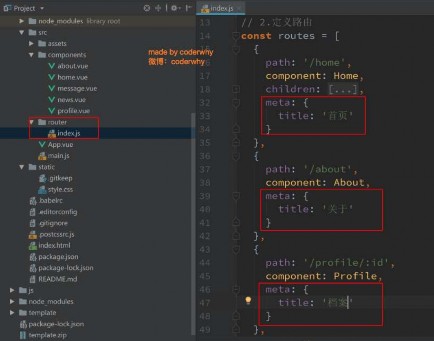 Project
node_modules library root
src
assets
components
about.vue
home.vue
message.vue
news.vue
profile.vue
router
index.js
App.vue
main.js
static
.gitkeep
style.css
.babelrc
.editorconfig
.gitignore
.postcssrc.js
index.html
package.json
package-lock.json
README.md
js
node_modules
template
package-lock.json
template.zip
made by coderwhy
微博：coderwhy
index.js
13 // 2.定义路由
14 const routes = [
15 {
16 path: '/home',
17 component: Home,
18 children: [...],
32 meta: {
33 title: '首页'
34 }
35 },
36 {
37 path: '/about',
38 component: About,
39 meta: {
40 title: '关于'
41 }
42 },
43 {
44 path: '/profile/:id',
45 component: Profile,
46 meta: {
47 title: '档案'
48 }
49 },